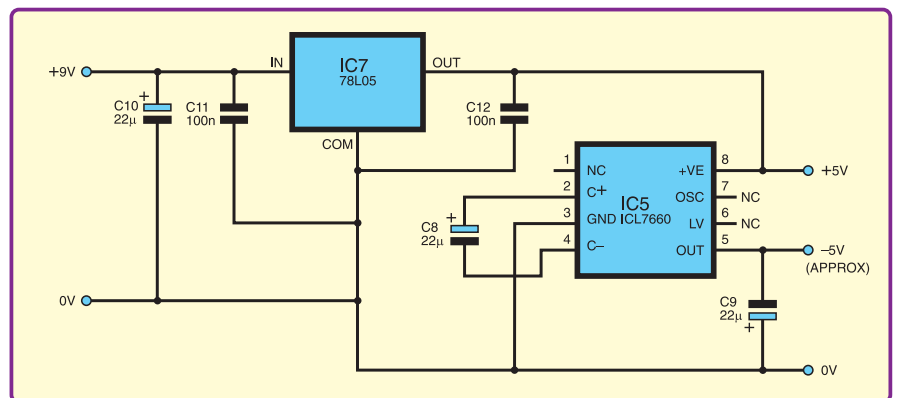 +9V
IN
IC7
78L05
OUT
COM
+
C10
22µ
C11
100n
C12
100n
1
NC
2
C+
3
GND
4
C–
IC5
ICL7660
+VE
8
OSC
7
NC
LV
6
NC
OUT
5
+5V
–5V
(APPROX)
+
C8
22µ
C9
22µ
+
0V
0V